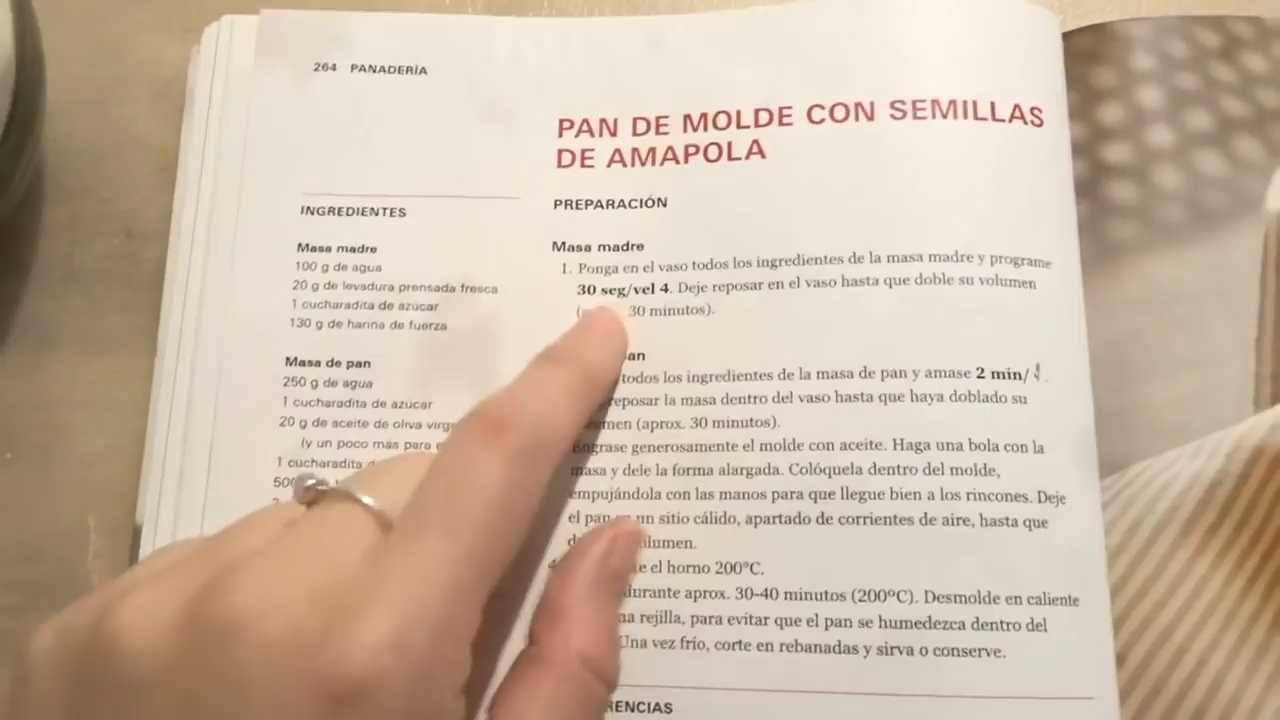 264 PANADERÍA
PAN DE MOLDE CON SEMILLAS
DE AMAPOLA
INGREDIENTES
Masa madre
100 g de agua
20 g de levadura prensada fresca
1 cucharadita de azúcar
130 g de harina de fuerza
Masa de pan
250 g de agua
1 cucharadita de azúcar
20 g de aceite de oliva
(y un poco más para
1 cucharadita
PREPARACIÓN
Masa madre
1. Ponga en el vaso todos los ingredientes de la masa madre y programe
30 seg/vel 4. Deje reposar en el vaso hasta que doble su volumen
30 minutos).
todos los ingredientes de la masa de pan y amase 2 min/
reposar la masa dentro del vaso hasta que haya doblado su
(aprox. 30 minutos).
Engrase generosamente el molde con aceite. Haga una bola con la
masa y déle la forma alargada. Colóquela dentro del molde,
empujándola con las manos para que llegue bien a los rincones. Deje
el pan en un sitio cálido, apartado de corrientes de aire, hasta que
el horno 200°C.
durante aprox. 30-40 minutos (200°C). Desmolde en caliente
rejilla, para evitar que el pan se humedezca dentro del
Una vez frío, corte en rebanadas y sirva o conserve.